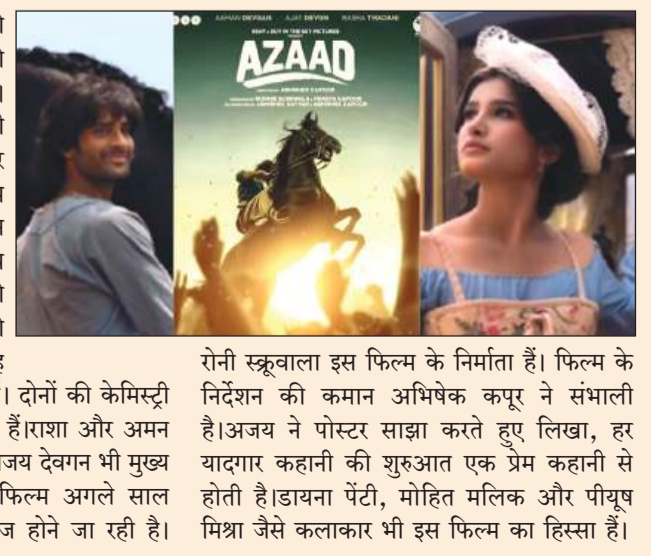 AAMAN DEVGAN AJAY DEVGN RASHA THADANI
AZAAD
। दोनों की केमिस्ट्री
हैं।राशा और अमन
जय देवगन भी मुख्य
फिल्म अगले साल
ज होने जा रही है।
रोनी स्क्रूवाला इस फिल्म के निर्माता हैं। फिल्म के
निर्देशन की कमान अभिषेक कपूर ने संभाली
है।अजय ने पोस्टर साझा करते हुए लिखा, हर
यादगार कहानी की शुरुआत एक प्रेम कहानी से
होती है।डायना पेंटी, मोहित मलिक और पीयूष
मिश्रा जैसे कलाकार भी इस फिल्म का हिस्सा हैं।